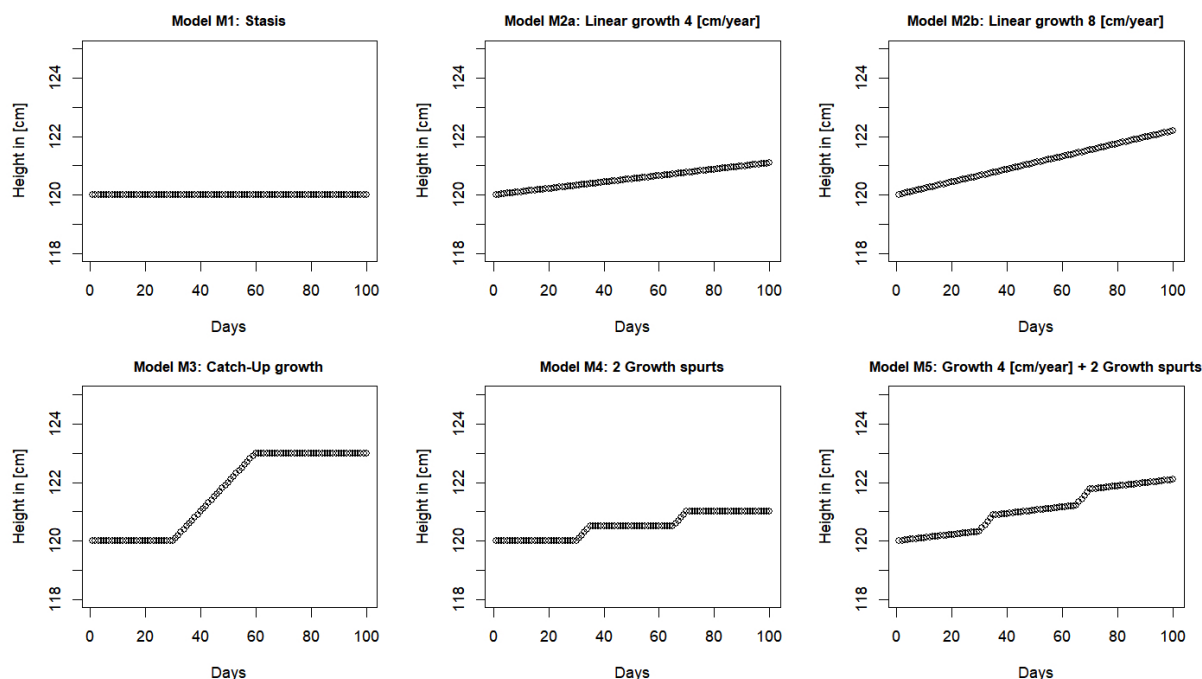 Model M1: Stasis
Height in [cm]
124
122
120
118
0 20 40 60 80 100
Days
Model M2a: Linear growth 4 [cm/year]
Height in [cm]
124
122
120
118
0 20 40 60 80 100
Days
Model M2b: Linear growth 8 [cm/year]
Height in [cm]
124
122
120
118
0 20 40 60 80 100
Days
Model M3: Catch-Up growth
Height in [cm]
124
122
120
118
0 20 40 60 80 100
Days
Model M4: 2 Growth spurts
Height in [cm]
124
122
120
118
0 20 40 60 80 100
Days
Model M5: Growth 4 [cm/year] + 2 Growth spurts
Height in [cm]
124
122
120
118
0 20 40 60 80 100
Days